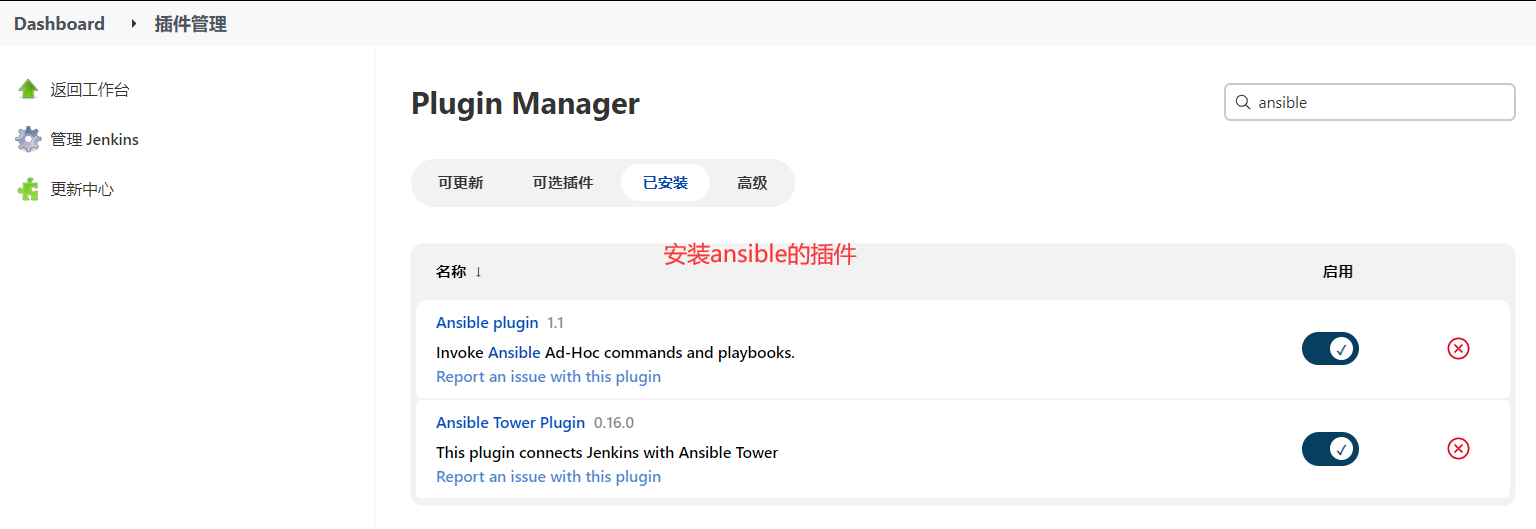 Dashboard ▸ 插件管理
返回工作台
管理 Jenkins
更新中心
Plugin Manager
ansible
可更新 可选插件 已安装 高级
安装ansible的插件
名称 ↓ 启用
Ansible plugin 1.1
Invoke Ansible Ad-Hoc commands and playbooks.
Report an issue with this plugin
Ansible Tower Plugin 0.16.0
This plugin connects Jenkins with Ansible Tower
Report an issue with this plugin